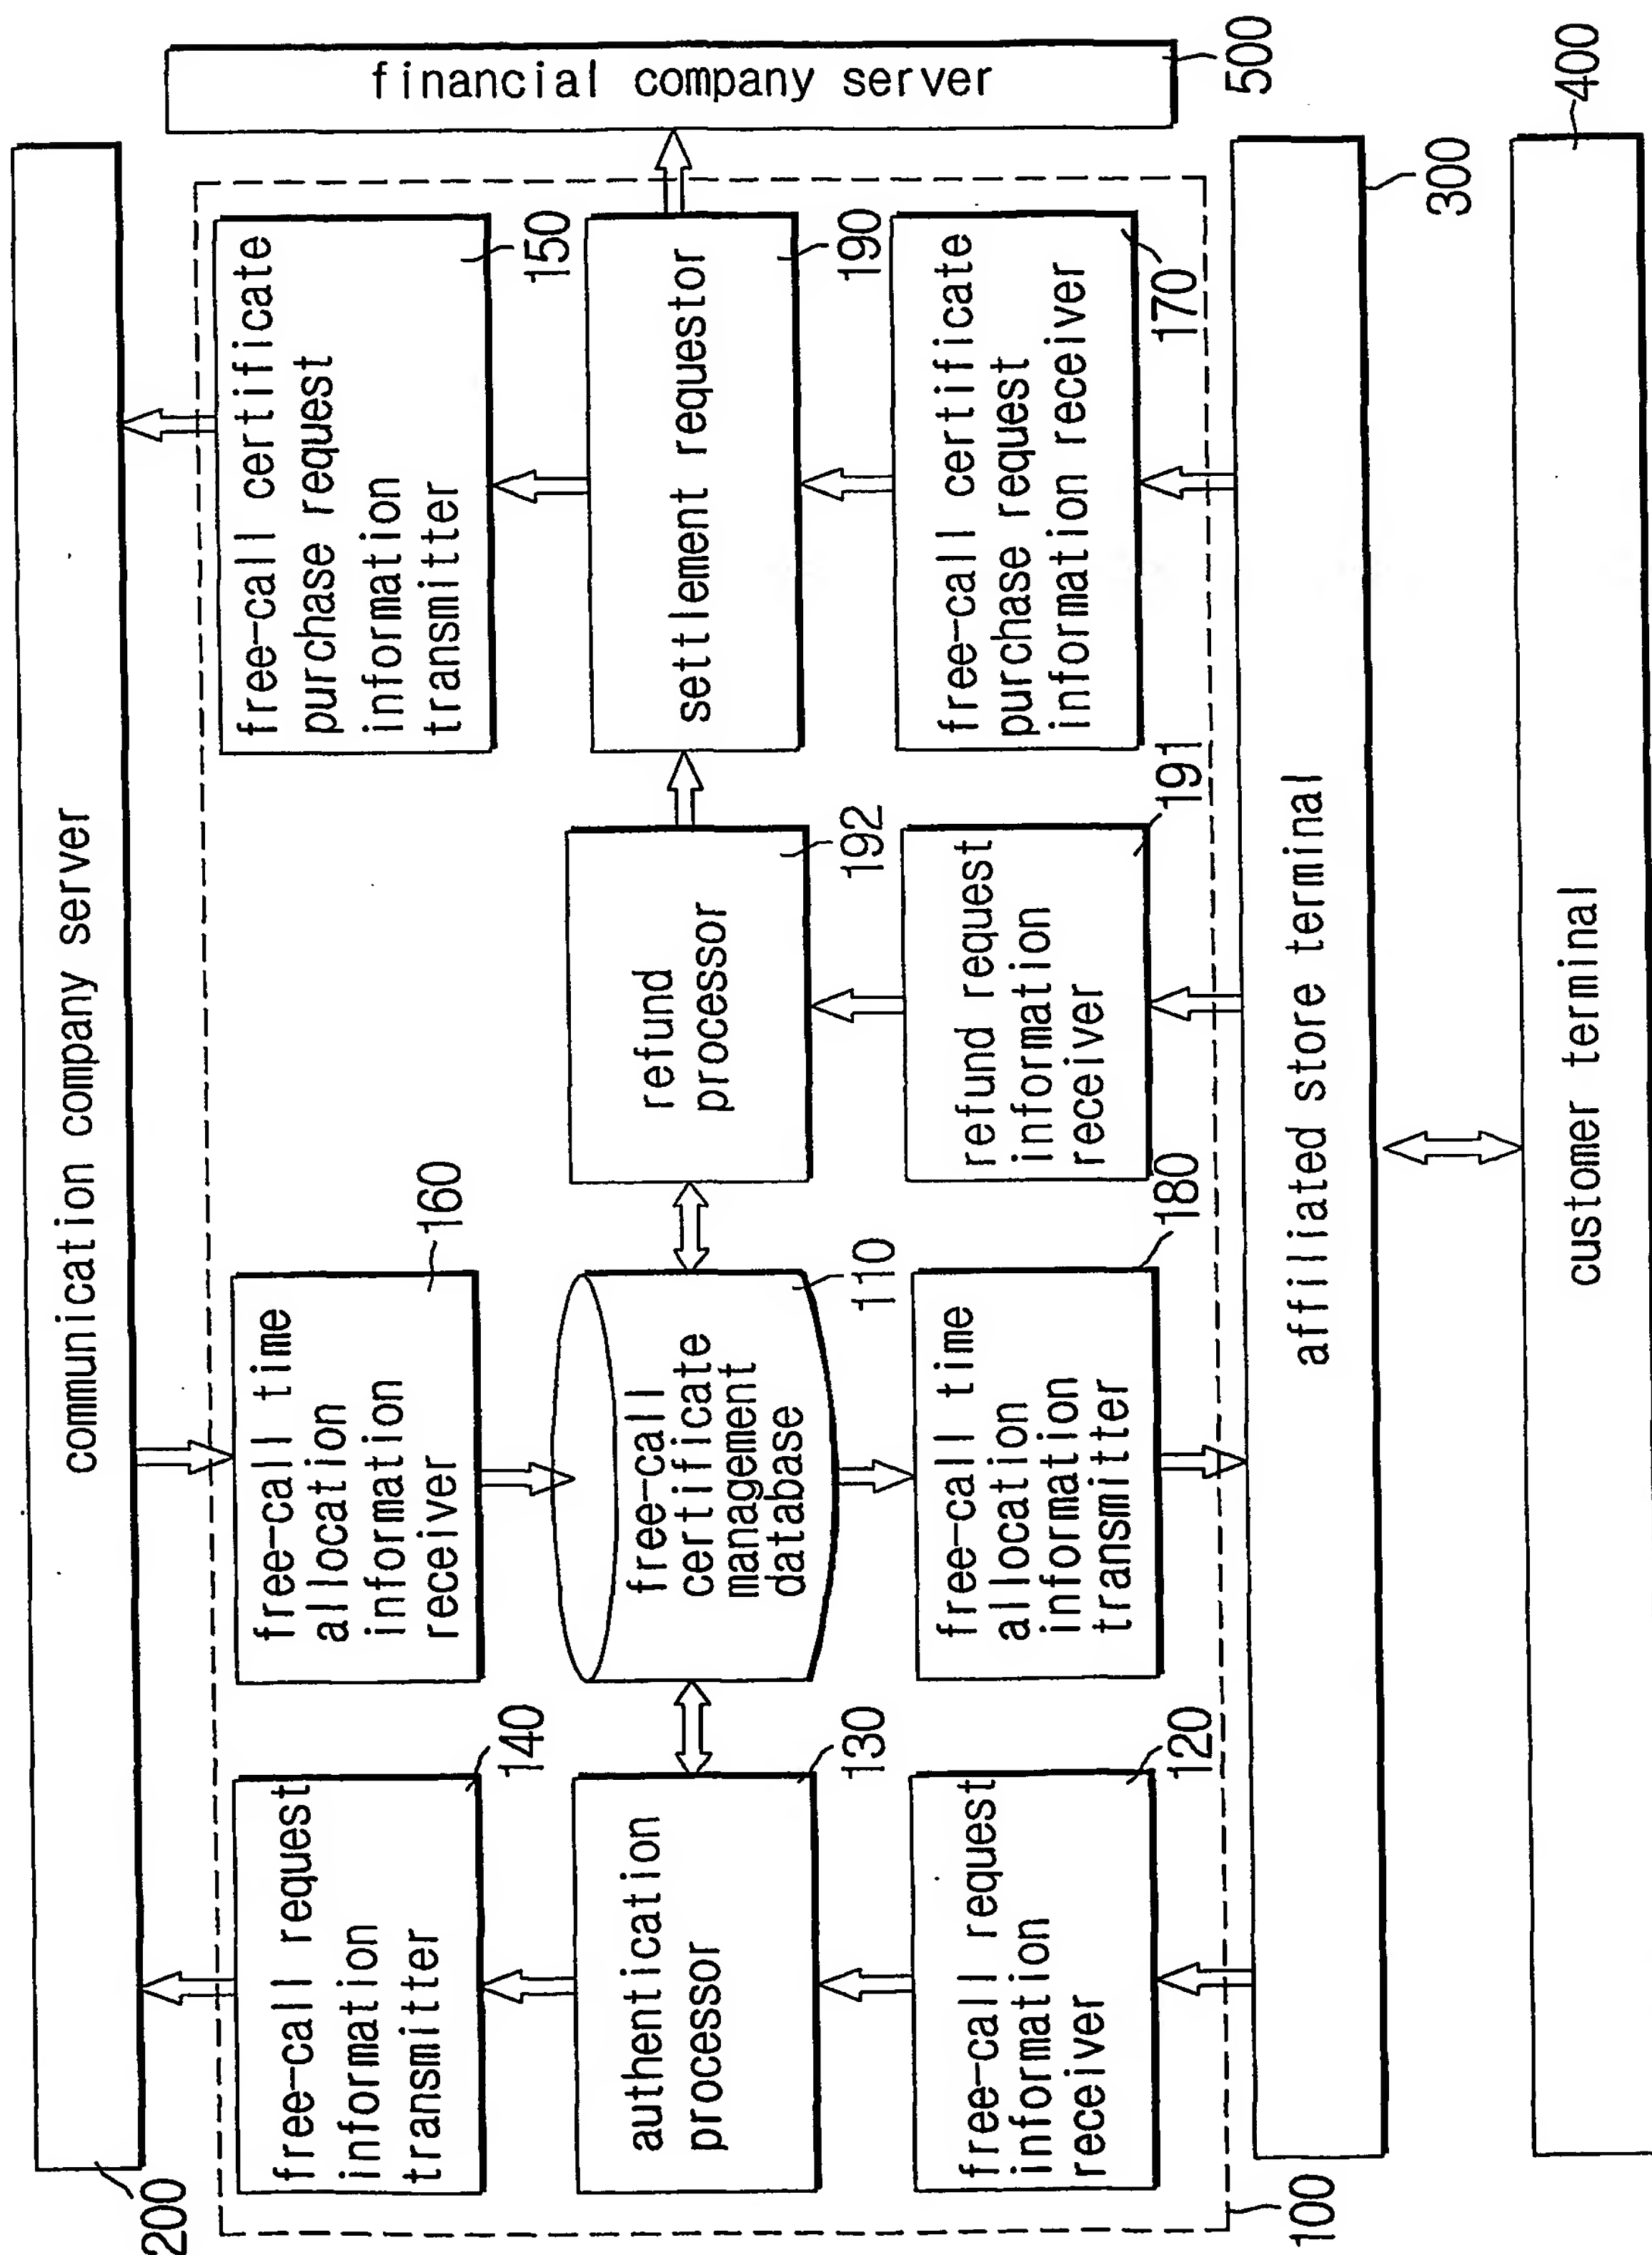 200
communication company server
free-call request
information
transmitter
140
free-call time
allocation
information
receiver
160
free-call certificate
purchase request
information
transmitter
150
authentication
processor
130
free-call
certificate
management
database
110
refund
processor
192
settlement requestor
190
financial company server
500
free-call request
information
receiver
120
free-call time
allocation
information
transmitter
180
refund request
information
receiver
191
free-call certificate
purchase request
information receiver
170
100
affiliated store terminal
300
customer terminal
400